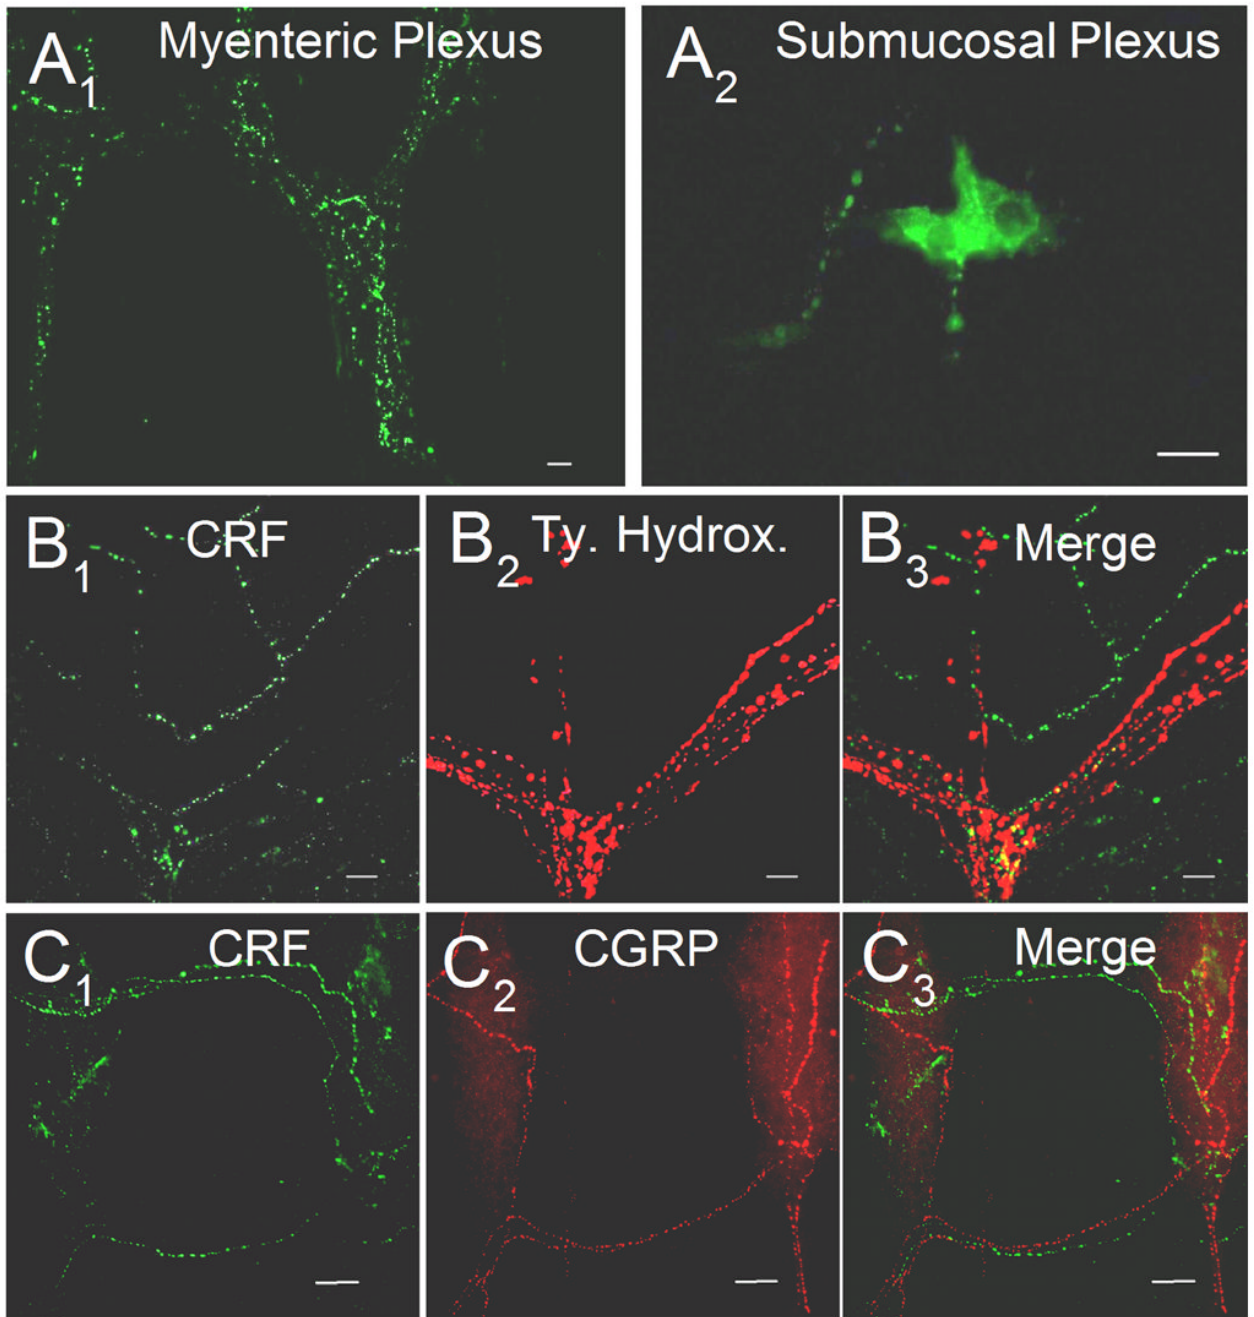 A1 Myenteric Plexus
A2 Submucosal Plexus
B1 CRF
B2 Ty. Hydrox.
B3 Merge
C1 CRF
C2 CGRP
C3 Merge